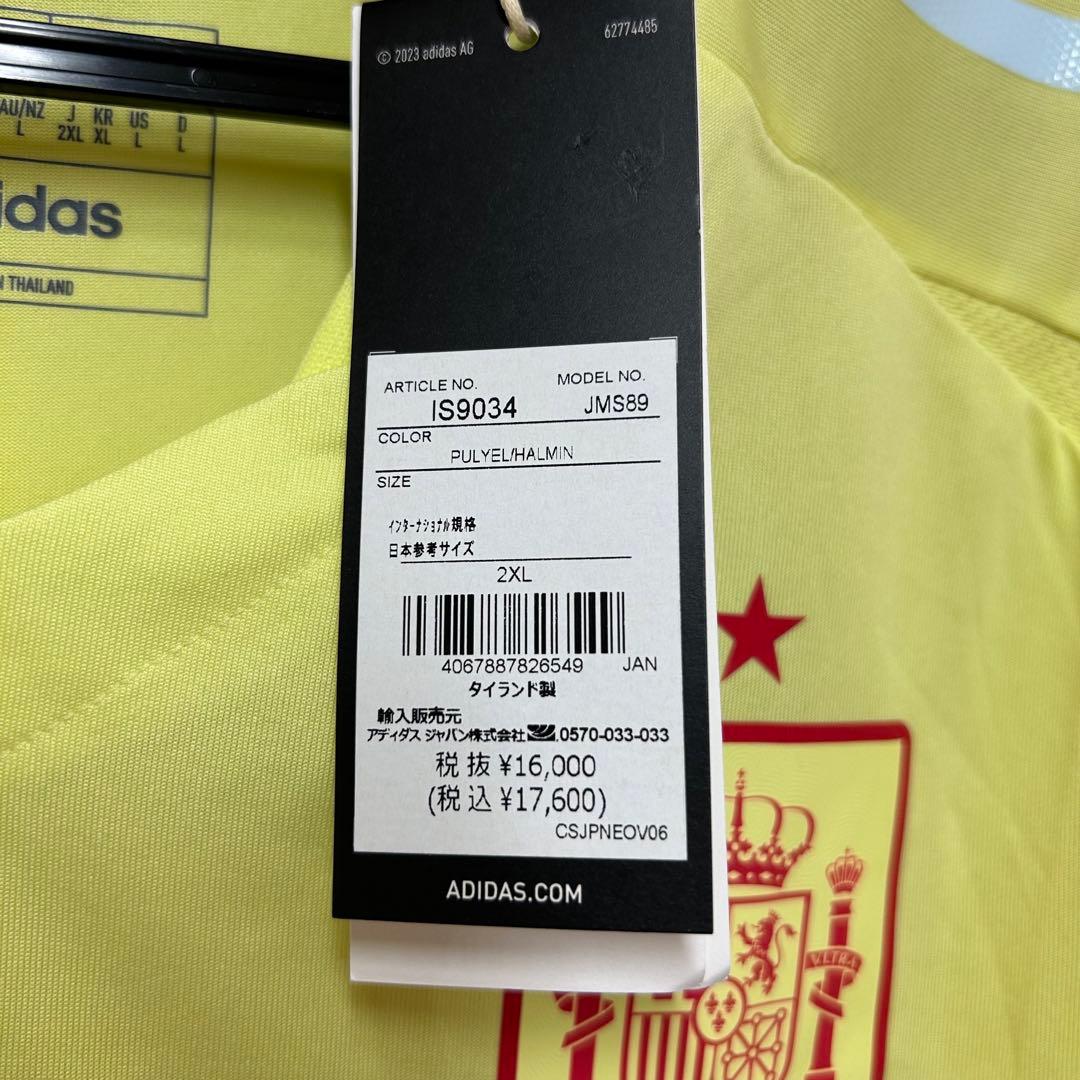 © 2023 adidas AG
62774485
AU/NZ J KR US D
L 2XL XL L L
idas
THAILAND
ARTICLE NO. MODEL NO.
IS9034 JMS89
COLOR
PULYEL/HALMIN
SIZE
インターナショナル規格
日本参考サイズ
2XL
4067887826549 JAN
タイランド製
輸入販売元
アディダス ジャパン株式会社 0570-033-033
税抜 ¥16,000
(税込 ¥17,600)
CSJPNEOV06
ADIDAS.COM